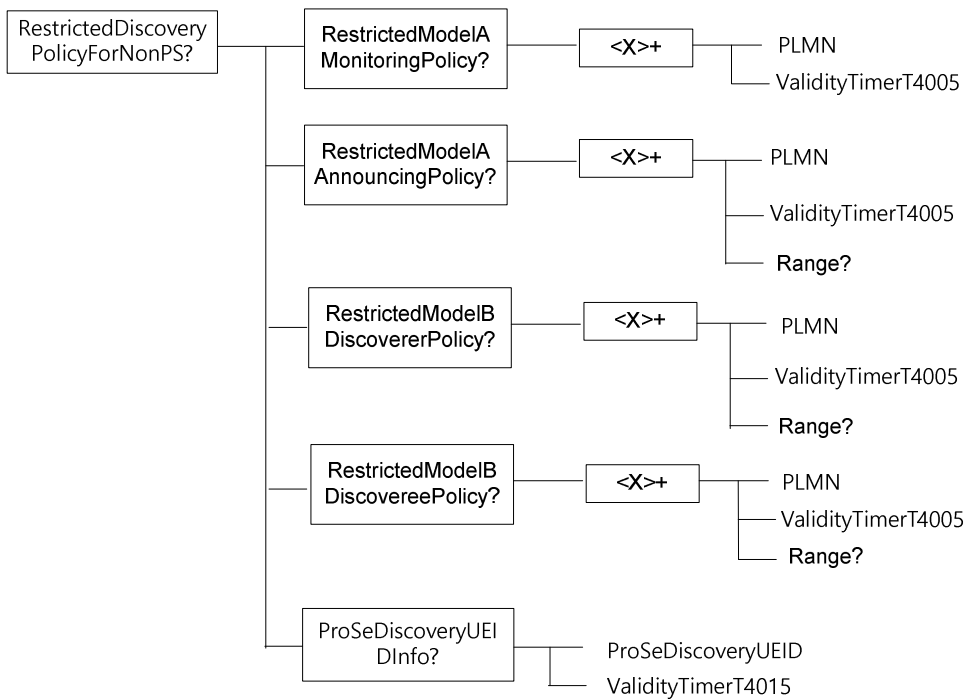 RestrictedDiscovery
PolicyForNonPS?
RestrictedModelA
MonitoringPolicy?
<X>+
PLMN
ValidityTimerT4005
RestrictedModelA
AnnouncingPolicy?
<X>+
PLMN
ValidityTimerT4005
Range?
RestrictedModelB
DiscovererPolicy?
<X>+
PLMN
ValidityTimerT4005
Range?
RestrictedModelB
DiscovereePolicy?
<X>+
PLMN
ValidityTimerT4005
Range?
ProSeDiscoveryUEI
DInfo?
ProSeDiscoveryUEID
ValidityTimerT4015